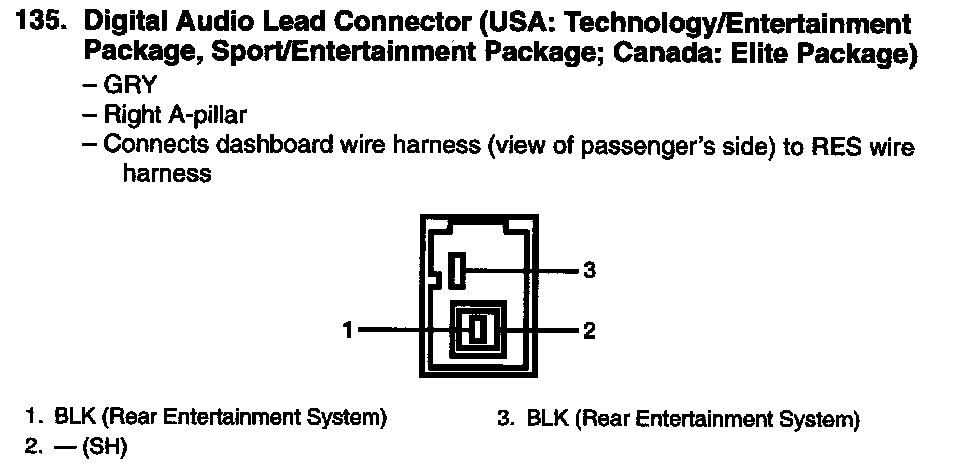 135. Digital Audio Lead Connector (USA: Technology/Entertainment
Package, Sport/Entertainment Package; Canada: Elite Package)
– GRY
– Right A-pillar
– Connects dashboard wire harness (view of passenger's side) to RES wire
harness
3
1
2
1. BLK (Rear Entertainment System)
3. BLK (Rear Entertainment System)
2. — (SH)